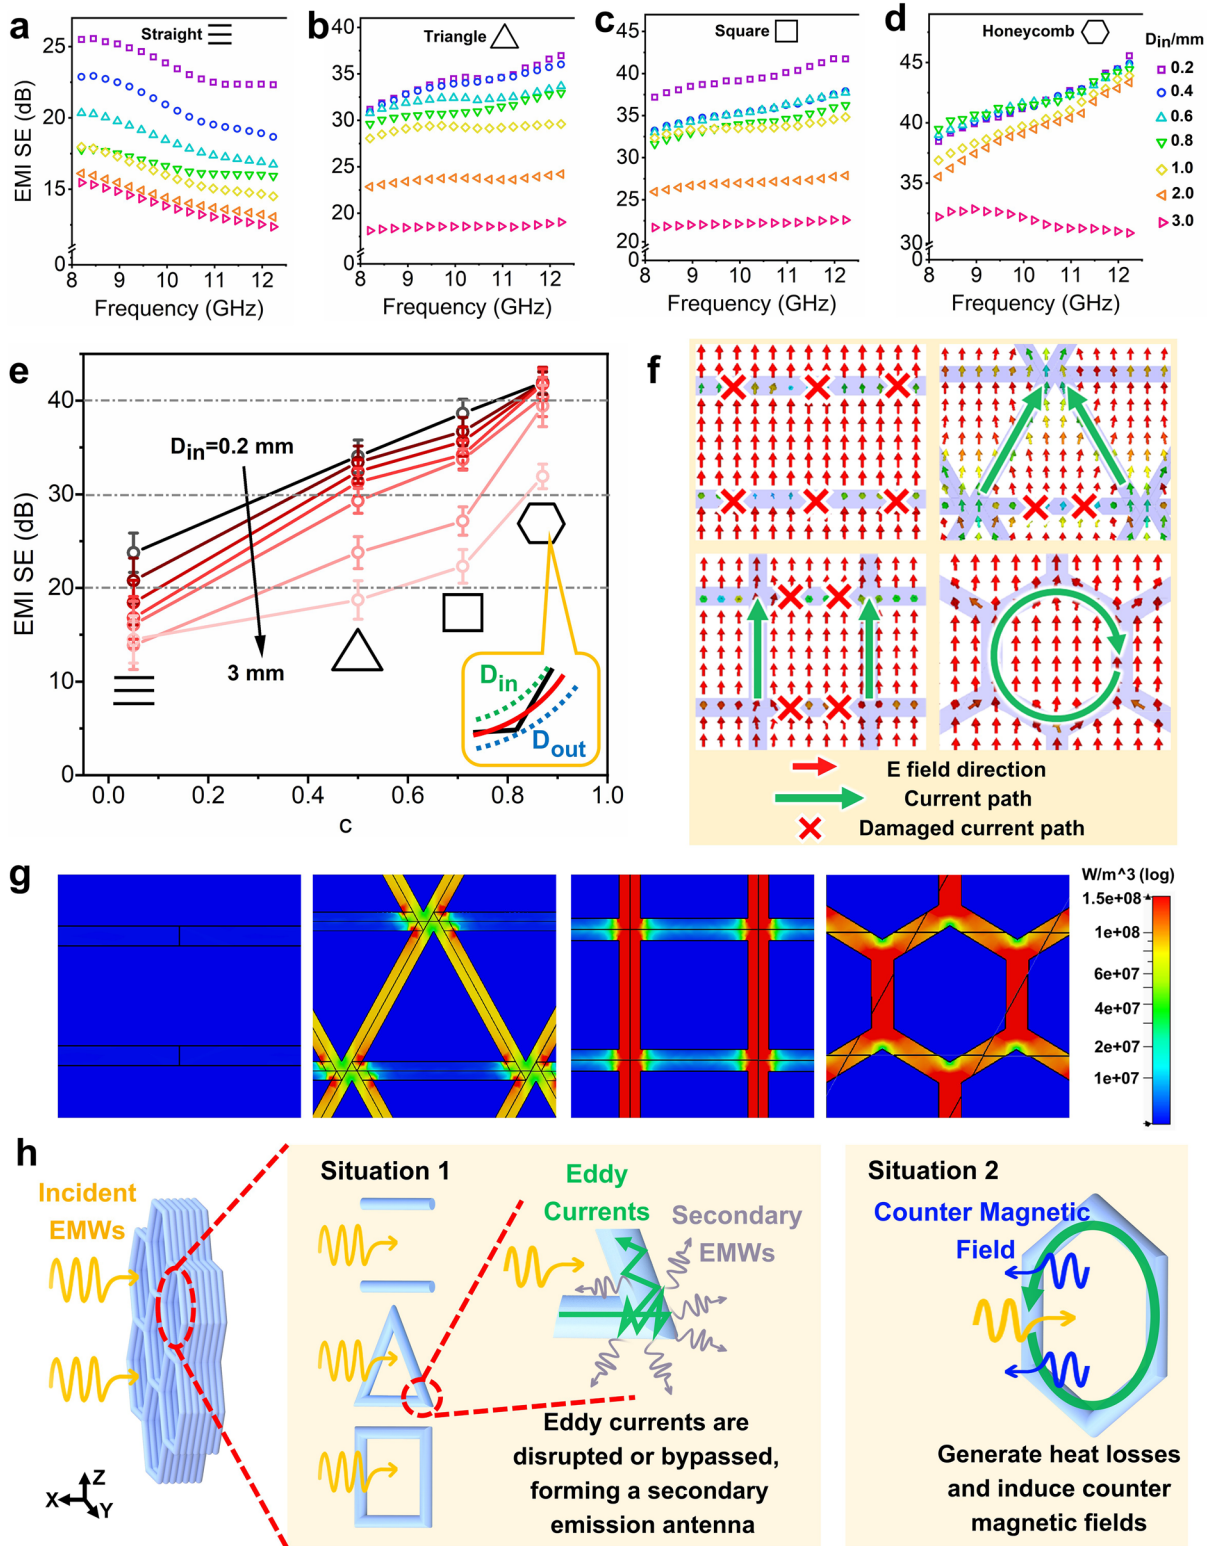 a
Straight
EMI SE (dB)
25
20
15
0
8 9 10 11 12
Frequency (GHz)
b
Triangle
40
35
30
25
20
0
8 9 10 11 12
Frequency (GHz)
c
Square
45
40
35
30
25
20
0
8 9 10 11 12
Frequency (GHz)
d
Honeycomb
45
40
35
30
0
8 9 10 11 12
Frequency (GHz)
Din/mm
0.2
0.4
0.6
0.8
1.0
2.0
3.0
e
EMI SE (dB)
40
30
20
10
0
Din=0.2 mm
3 mm
Din
Dout
0.0 0.2 0.4 0.6 0.8 1.0
c
f
E field direction
Current path
Damaged current path
g
W/m^3 (log)
1.5e+08
1e+08
6e+07
4e+07
2e+07
1e+07
h
Incident
EMWs
Z
X
Y
Situation 1
Eddy
Currents
Secondary
EMWs
Eddy currents are
disrupted or bypassed,
forming a secondary
emission antenna
Situation 2
Counter Magnetic
Field
Generate heat losses
and induce counter
magnetic fields